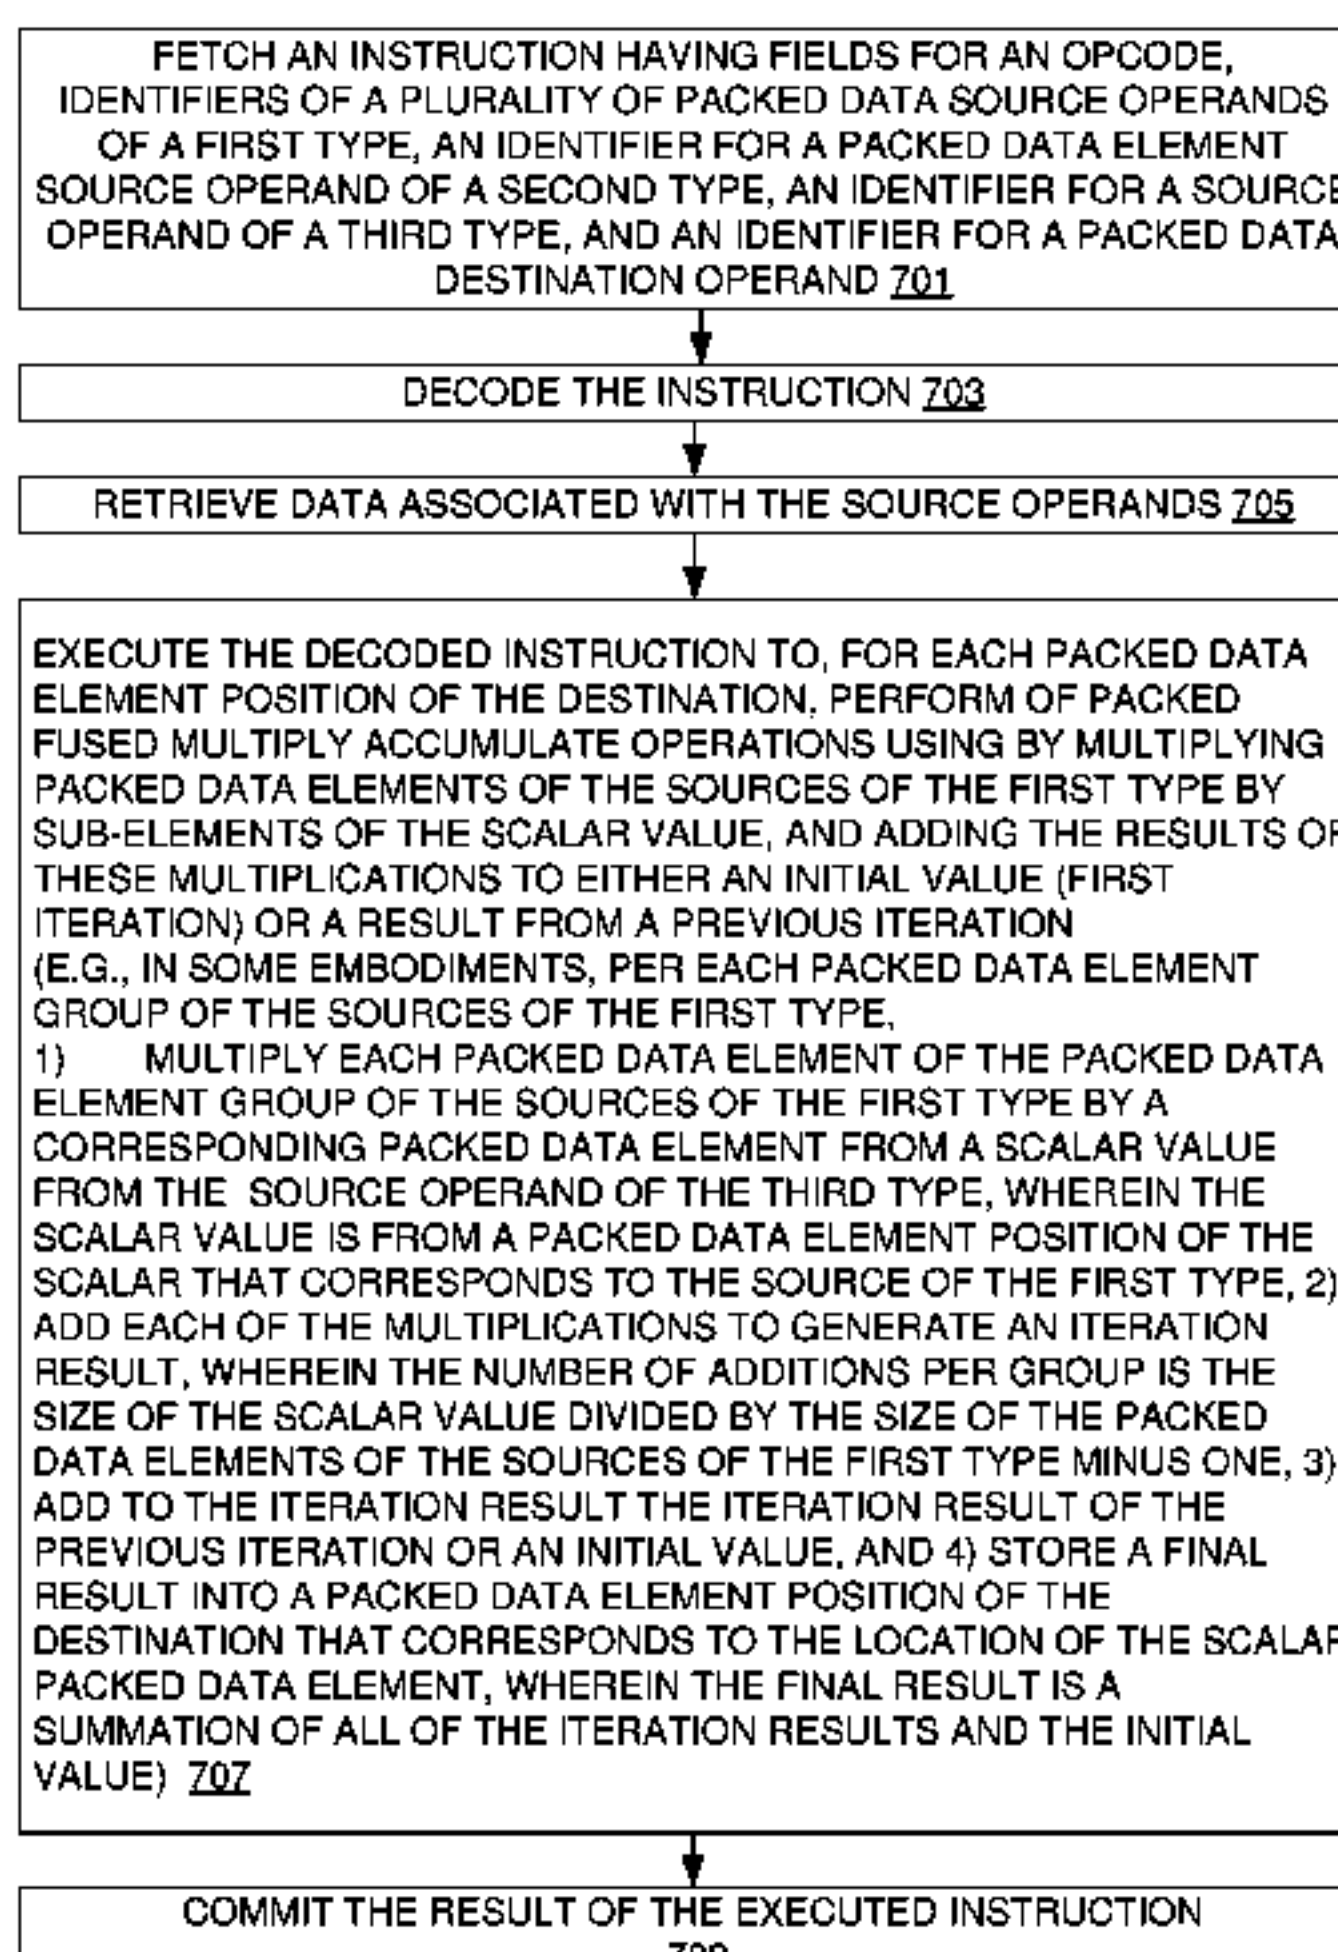 FETCH AN INSTRUCTION HAVING FIELDS FOR AN OPCODE,
IDENTIFIERS OF A PLURALITY OF PACKED DATA SOURCE OPERANDS
OF A FIRST TYPE, AN IDENTIFIER FOR A PACKED DATA ELEMENT
SOURCE OPERAND OF A SECOND TYPE, AN IDENTIFIER FOR A SOURCE
OPERAND OF A THIRD TYPE, AND AN IDENTIFIER FOR A PACKED DATA
DESTINATION OPERAND 701
DECODE THE INSTRUCTION 703
RETRIEVE DATA ASSOCIATED WITH THE SOURCE OPERANDS 705
EXECUTE THE DECODED INSTRUCTION TO, FOR EACH PACKED DATA
ELEMENT POSITION OF THE DESTINATION, PERFORM OF PACKED
FUSED MULTIPLY ACCUMULATE OPERATIONS USING BY MULTIPLYING
PACKED DATA ELEMENTS OF THE SOURCES OF THE FIRST TYPE BY
SUB-ELEMENTS OF THE SCALAR VALUE, AND ADDING THE RESULTS OF
THESE MULTIPLICATIONS TO EITHER AN INITIAL VALUE (FIRST
ITERATION) OR A RESULT FROM A PREVIOUS ITERATION
(E.G., IN SOME EMBODIMENTS, PER EACH PACKED DATA ELEMENT
GROUP OF THE SOURCES OF THE FIRST TYPE,
1) MULTIPLY EACH PACKED DATA ELEMENT OF THE PACKED DATA
ELEMENT GROUP OF THE SOURCES OF THE FIRST TYPE BY A
CORRESPONDING PACKED DATA ELEMENT FROM A SCALAR VALUE
FROM THE SOURCE OPERAND OF THE THIRD TYPE, WHEREIN THE
SCALAR VALUE IS FROM A PACKED DATA ELEMENT POSITION OF THE
SCALAR THAT CORRESPONDS TO THE SOURCE OF THE FIRST TYPE, 2)
ADD EACH OF THE MULTIPLICATIONS TO GENERATE AN ITERATION
RESULT, WHEREIN THE NUMBER OF ADDITIONS PER GROUP IS THE
SIZE OF THE SCALAR VALUE DIVIDED BY THE SIZE OF THE PACKED
DATA ELEMENTS OF THE SOURCES OF THE FIRST TYPE MINUS ONE, 3)
ADD TO THE ITERATION RESULT THE ITERATION RESULT OF THE
PREVIOUS ITERATION OR AN INITIAL VALUE, AND 4) STORE A FINAL
RESULT INTO A PACKED DATA ELEMENT POSITION OF THE
DESTINATION THAT CORRESPONDS TO THE LOCATION OF THE SCALAR
PACKED DATA ELEMENT, WHEREIN THE FINAL RESULT IS A
SUMMATION OF ALL OF THE ITERATION RESULTS AND THE INITIAL
VALUE) 707
COMMIT THE RESULT OF THE EXECUTED INSTRUCTION